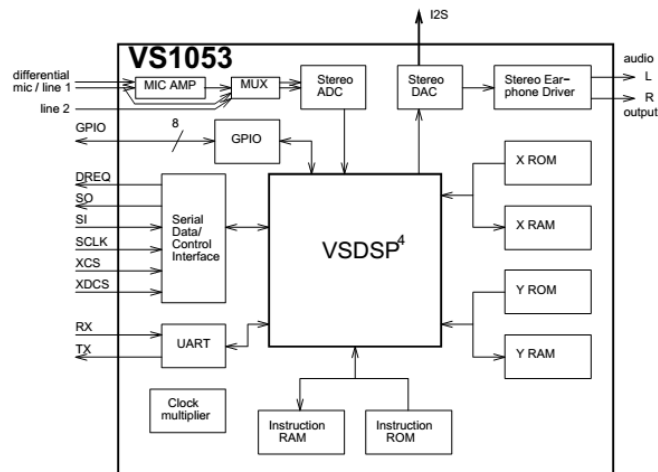 I2S
VS1053
differential
mic / line 1
line 2
MIC AMP
MUX
Stereo
ADC
Stereo
DAC
Stereo Ear−
phone Driver
audio
L
R
output
GPIO
8
GPIO
DREQ
SO
SI
SCLK
XCS
XDCS
Serial
Data/
Control
Interface
VSDSP4
X ROM
X RAM
Y ROM
Y RAM
RX
TX
UART
Clock
multiplier
Instruction
RAM
Instruction
ROM